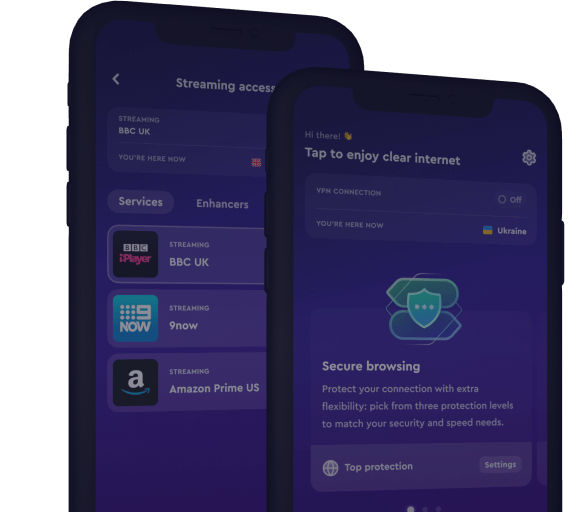 Streaming access
STREAMING
BBC UK
YOU'RE HERE NOW
Services
Enhancers
BBC
iPlayer
STREAMING
BBC UK
9
NOW
STREAMING
9now
a
STREAMING
Amazon Prime US
Hi there! 👋
Tap to enjoy clear internet
VPN CONNECTION
Off
YOU'RE HERE NOW
Ukraine
Secure browsing
Protect your connection with extra
flexibility: pick from three protection levels
to match your security and speed needs.
Top protection
Settings